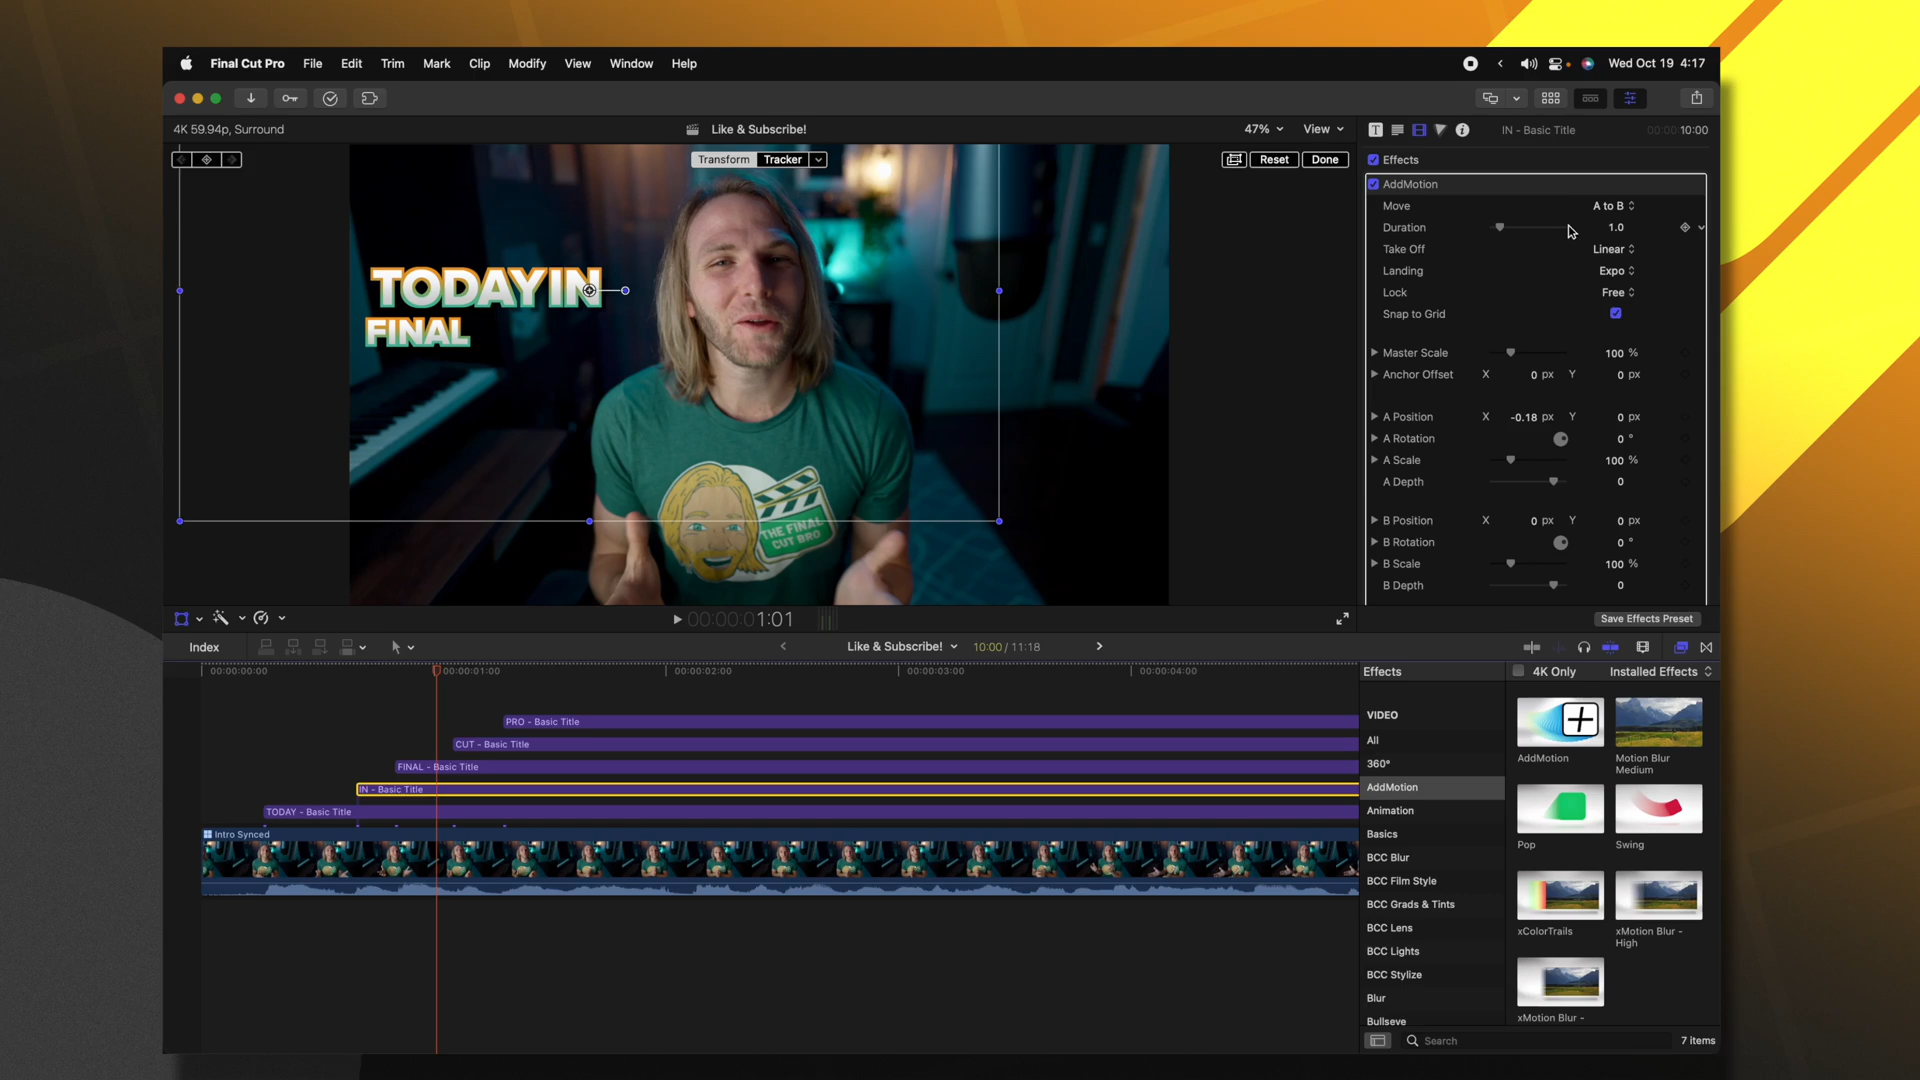 Final Cut Pro File Edit Trim Mark Clip Modify View Window Help
Wed Oct 19 4:17
4K 59.94p, Surround
Like & Subscribe!
47%
View
IN - Basic Title
00:00 10:00
Transform Tracker
Reset
Done
TODAY IN
FINAL
THE FINAL
CUT BRO
Effects
AddMotion
Move A to B
Duration 1.0
Take Off Linear
Landing Expo
Lock Free
Snap to Grid
Master Scale 100 %
Anchor Offset X 0 px Y 0 px
A Position X -0.18 px Y 0 px
A Rotation 0 °
A Scale 100 %
A Depth 0
B Position X 0 px Y 0 px
B Rotation 0 °
B Scale 100 %
B Depth 0
Save Effects Preset
00:00:01:01
Index
Like & Subscribe!
10:00 / 11:18
00:00:00:00
00:00:01:00
00:00:02:00
00:00:03:00
00:00:04:00
PRO - Basic Title
CUT - Basic Title
FINAL - Basic Title
IN - Basic Title
TODAY - Basic Title
Intro Synced
Effects
4K Only
Installed Effects
VIDEO
All
360°
AddMotion
Animation
Basics
BCC Blur
BCC Film Style
BCC Grads & Tints
BCC Lens
BCC Lights
BCC Stylize
Blur
Bullseye
AddMotion
Motion Blur
Medium
Pop
Swing
xColorTrails
xMotion Blur -
High
xMotion Blur -
Search
7 items